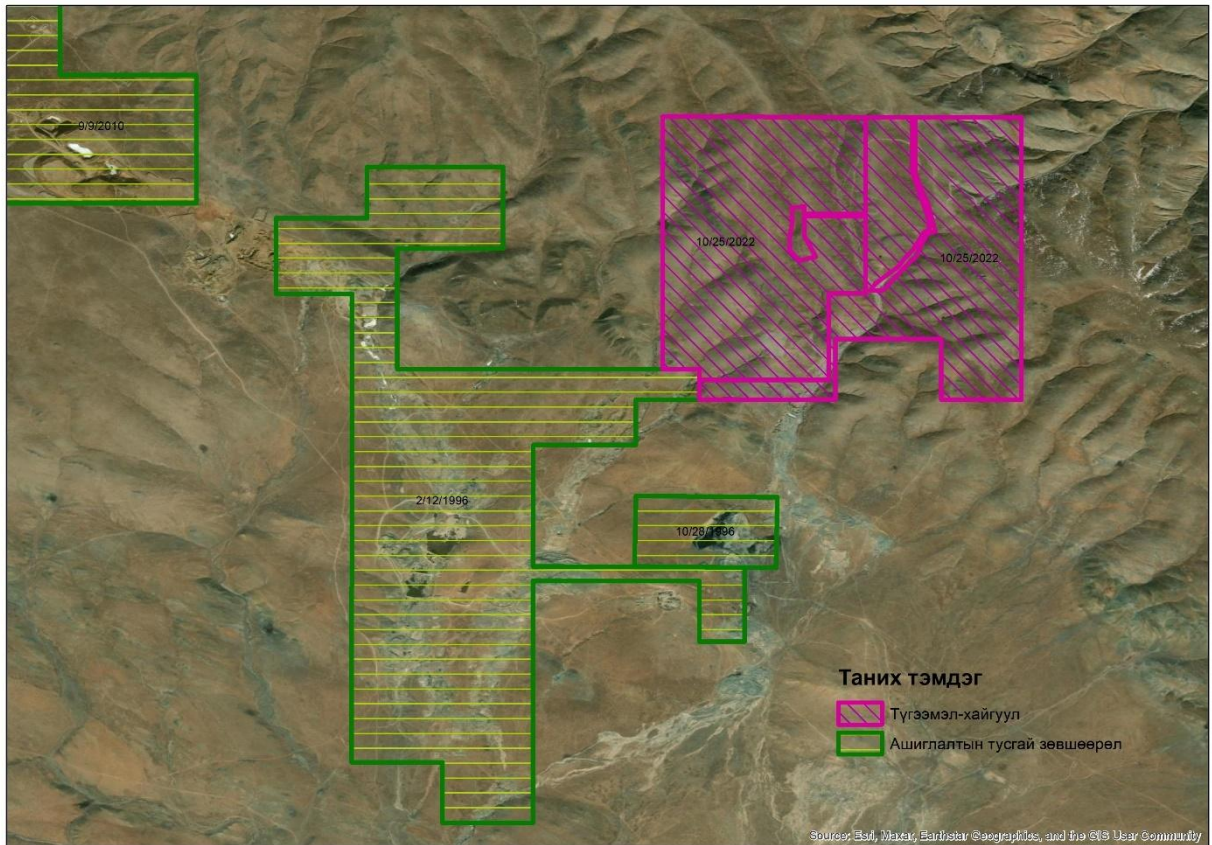 9/9/2010
10/25/2022
10/25/2022
2/12/1996
10/28/1996
Таних тэмдэг
Түгээмэл-хайгуул
Ашиглалтын тусгай зөвшөөрөл
Source: Esri, Maxar, Earthstar Geographics, and the GIS User Community